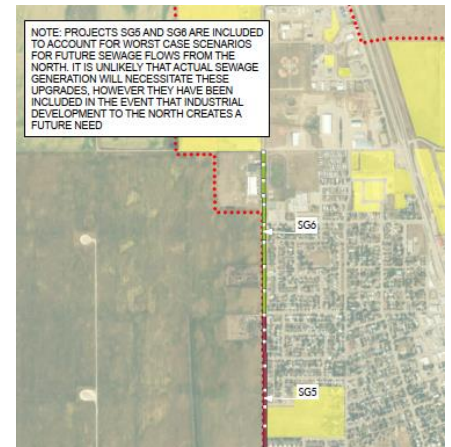 NOTE: PROJECTS SG5 AND SG6 ARE INCLUDED
TO ACCOUNT FOR WORST CASE SCENARIOS
FOR FUTURE SEWAGE FLOWS FROM THE
NORTH. IT IS UNLIKELY THAT ACTUAL SEWAGE
GENERATION WILL NECESSITATE THESE
UPGRADES, HOWEVER THEY HAVE BEEN
INCLUDED IN THE EVENT THAT INDUSTRIAL
DEVELOPMENT TO THE NORTH CREATES A
FUTURE NEED
SG6
SG5